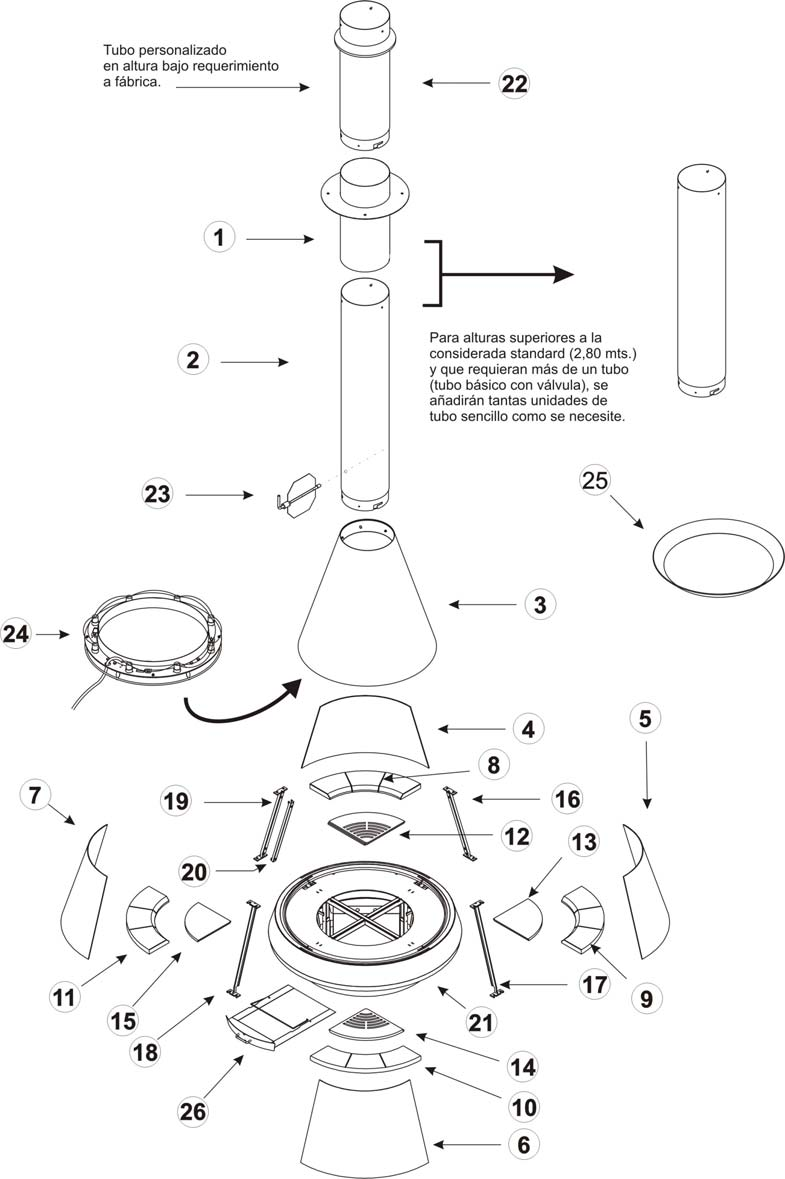 Tubo personalizado
en altura bajo requerimiento
a fábrica.
22
1
2
Para alturas superiores a la
considerada standard (2,80 mts.)
y que requieran más de un tubo
(tubo básico con válvula), se
añadirán tantas unidades de
tubo sencillo como se necesite.
23
25
3
24
4
5
8
7
19
16
12
13
20
11
15
18
17
9
21
14
26
10
6